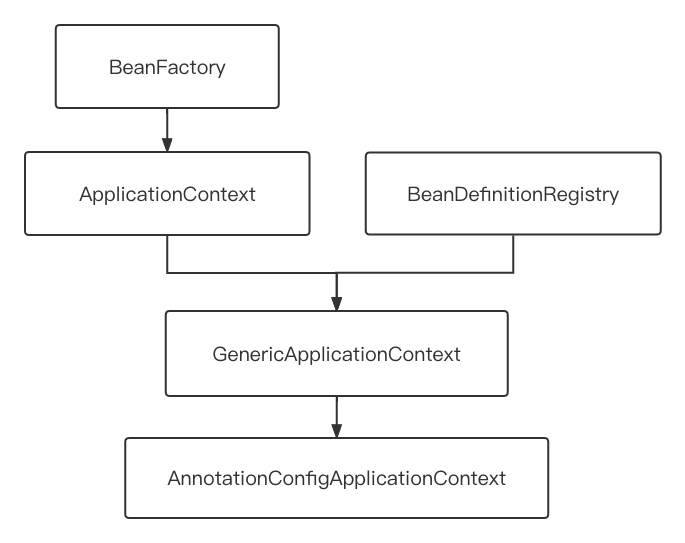 BeanFactory
ApplicationContext
BeanDefinitionRegistry
GenericApplicationContext
AnnotationConfigApplicationContext